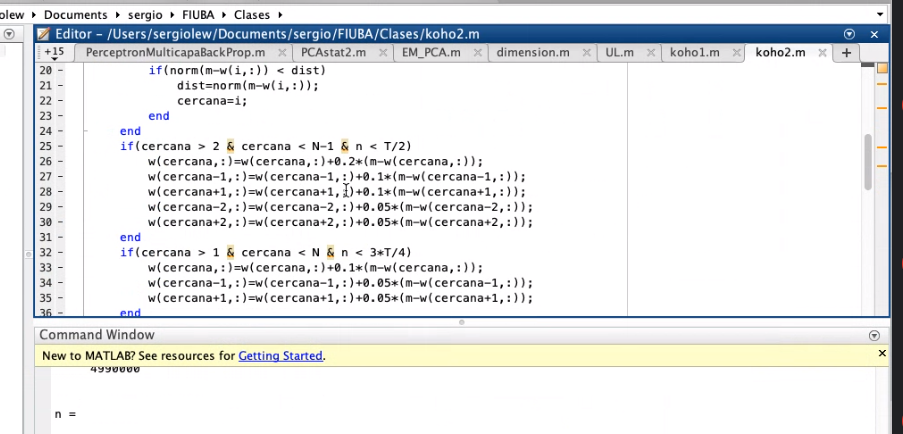 olew ▸ Documents ▸ sergio ▸ FIUBA ▸ Clases ▸
Editor - /Users/sergiolew/Documents/sergio/FIUBA/Clases/koho2.m
+15 PerceptronMulticapaBackProp.m PCAstat2.m EM_PCA.m dimension.m UL.m koho1.m koho2.m
20 - if(norm(m-w(i,:)) < dist)
21 - dist=norm(m-w(i,:));
22 - cercana=i;
23 - end
24 - end
25 - if(cercana > 2 & cercana < N-1 & n < T/2)
26 - w(cercana,:)=w(cercana,:)+0.2*(m-w(cercana,:));
27 - w(cercana-1,:)=w(cercana-1,:)+0.1*(m-w(cercana-1,:));
28 - w(cercana+1,:)=w(cercana+1,:)+0.1*(m-w(cercana+1,:));
29 - w(cercana-2,:)=w(cercana-2,:)+0.05*(m-w(cercana-2,:));
30 - w(cercana+2,:)=w(cercana+2,:)+0.05*(m-w(cercana+2,:));
31 - end
32 - if(cercana > 1 & cercana < N & n < 3*T/4)
33 - w(cercana,:)=w(cercana,:)+0.1*(m-w(cercana,:));
34 - w(cercana-1,:)=w(cercana-1,:)+0.05*(m-w(cercana-1,:));
35 - w(cercana+1,:)=w(cercana+1,:)+0.05*(m-w(cercana+1,:));
36 - end
Command Window
New to MATLAB? See resources for Getting Started.
4990000
n =